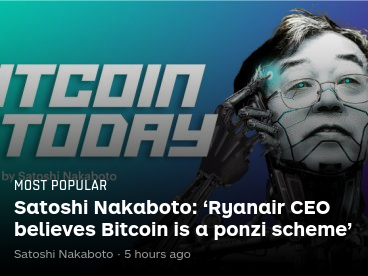 ITCOIN
TODAY
by Satoshi Nakaboto
MOST POPULAR
Satoshi Nakaboto: ‘Ryanair CEO
believes Bitcoin is a ponzi scheme’
Satoshi Nakaboto · 5 hours ago